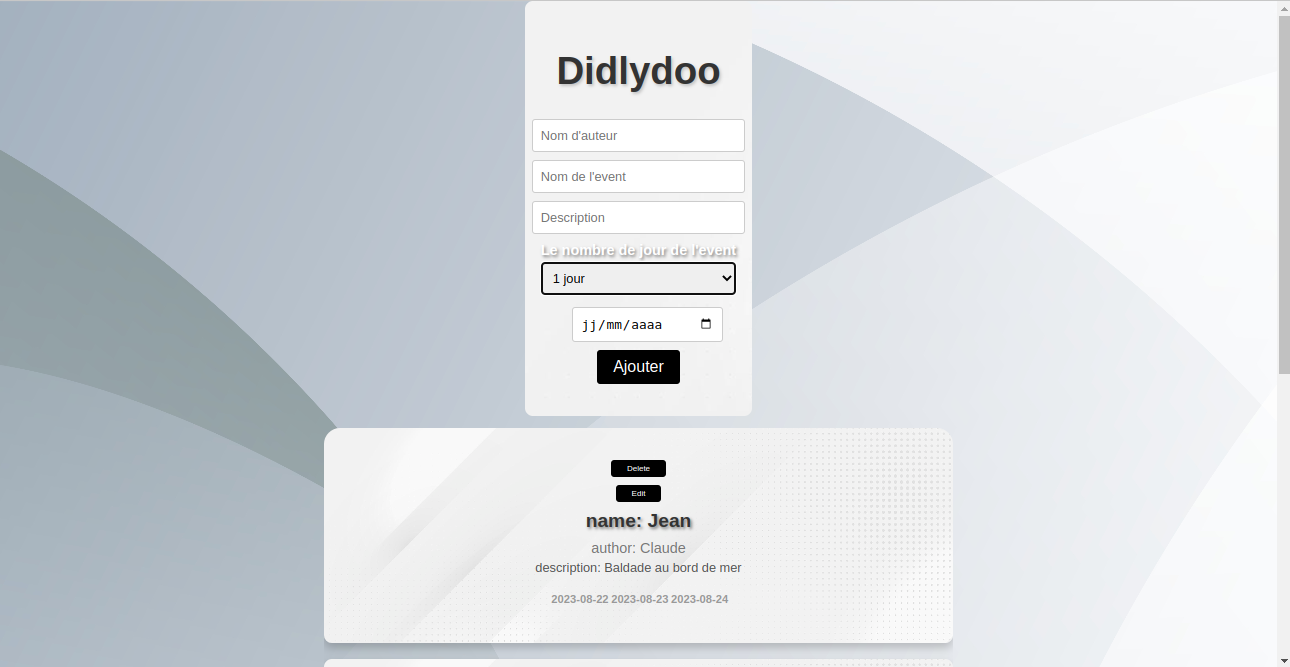 Didlydoo
Nom d'auteur
Nom de l'event
Description
Le nombre de jour de l'event
1 jour
jj/mm/aaaa
Ajouter
Delete
Edit
name: Jean
author: Claude
description: Baldade au bord de mer
2023-08-22 2023-08-23 2023-08-24